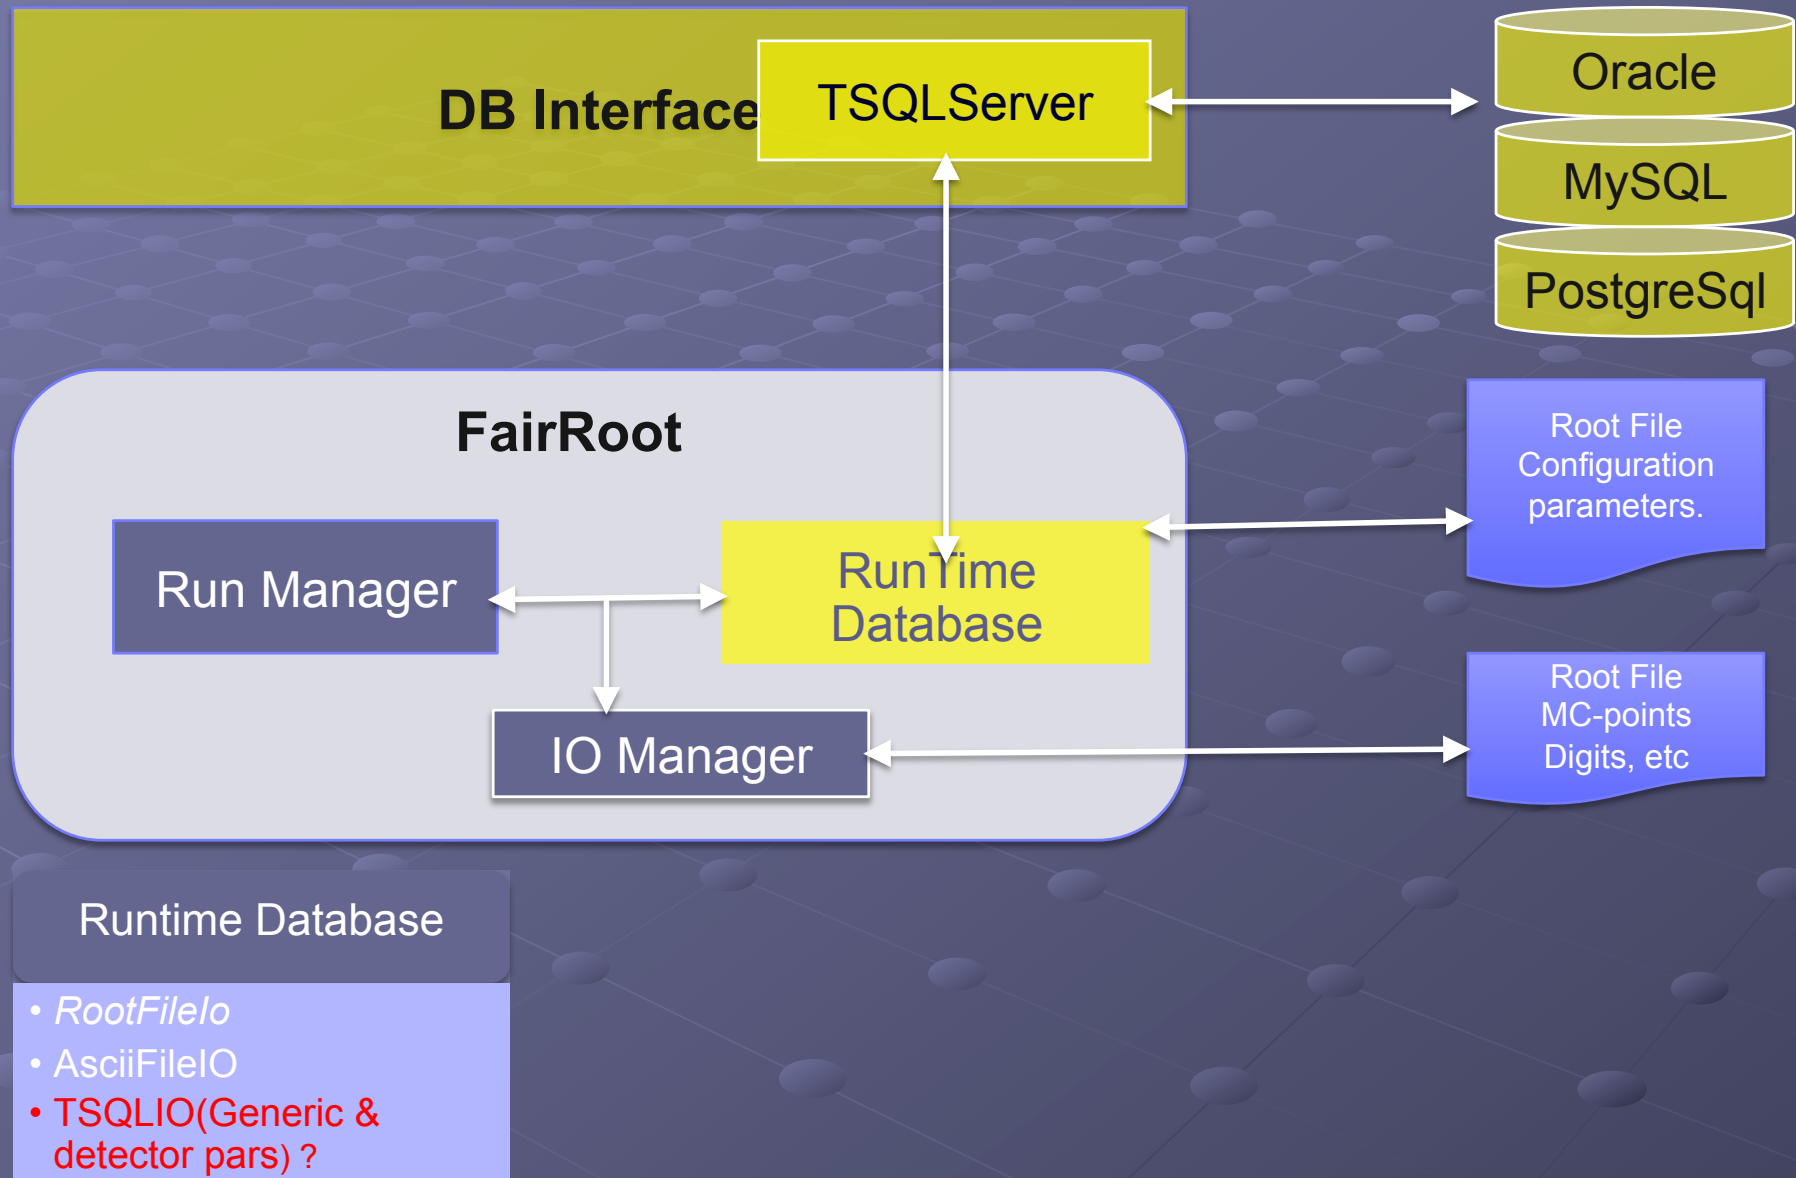 DB Interface
TSQLServer
Oracle
MySQL
PostgreSql
FairRoot
Root File
Configuration
parameters.
Run Manager
RunTime
Database
IO Manager
Root File
MC-points
Digits, etc
Runtime Database
• RootFileIo
• AsciiFileIO
• TSQLIO(Generic &
detector pars) ?